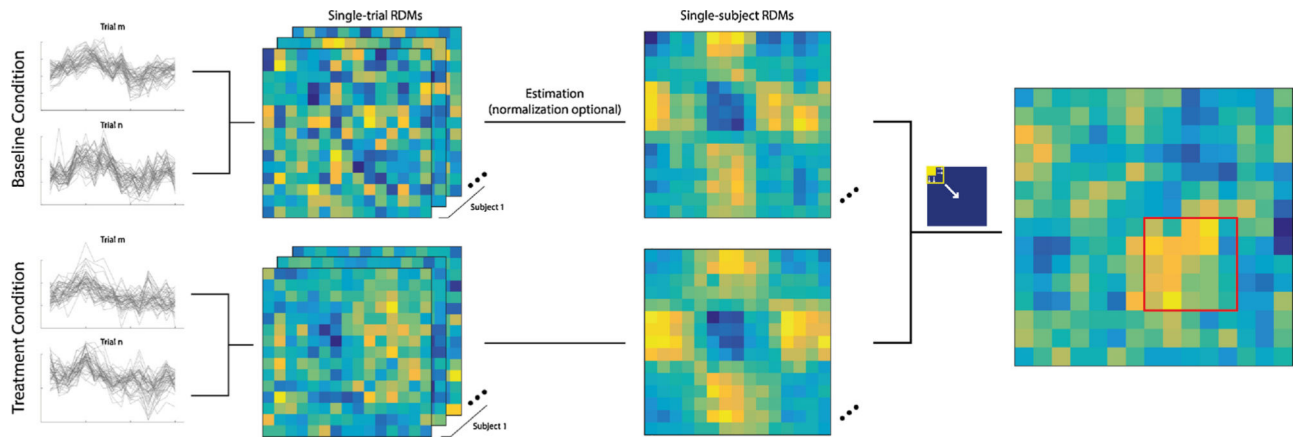 Baseline Condition
Trial m
Trial n
Single-trial RDMs
Subject 1
Estimation
(normalization optional)
Single-subject RDMs
Treatment Condition
Trial m
Trial n
Subject 1